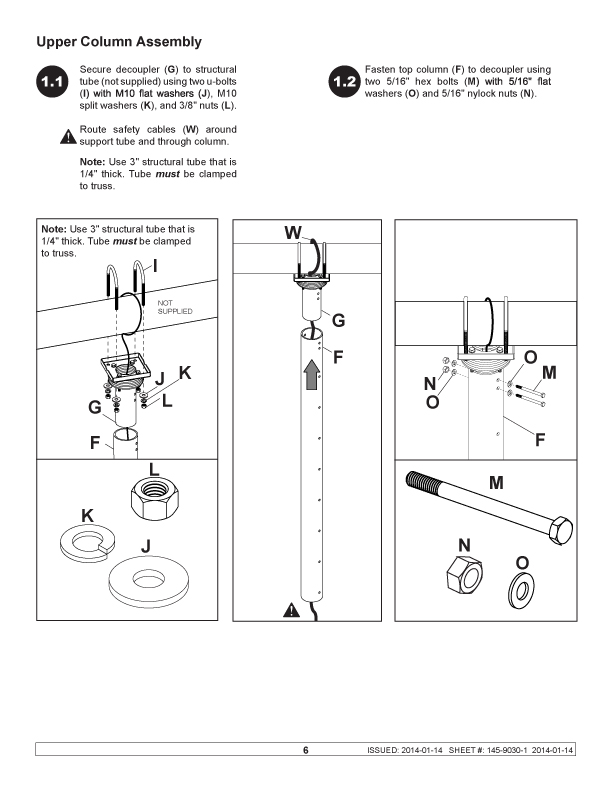 Upper Column Assembly
1.1
Secure decoupler (G) to structural
tube (not supplied) using two u-bolts
(I) with M10 flat washers (J), M10
split washers (K), and 3/8" nuts (L).
Route safety cables (W) around
support tube and through column.
Note: Use 3" structural tube that is
1/4" thick. Tube must be clamped
to truss.
1.2
Fasten top column (F) to decoupler using
two 5/16" hex bolts (M) with 5/16" flat
washers (O) and 5/16" nylock nuts (N).
Note: Use 3" structural tube that is
1/4" thick. Tube must be clamped
to truss.
I
NOT
SUPPLIED
J
K
L
G
F
L
K
J
W
G
F
O
M
N
O
F
M
N
O
6
ISSUED: 2014-01-14 SHEET #: 145-9030-1 2014-01-14